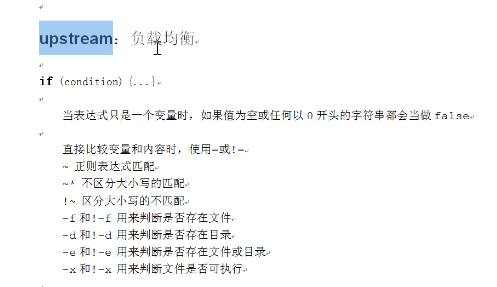 upstream：负载均衡
if (condition) {...}
当表达式只是一个变量时，如果值为空或任何以 0 开头的字符串都会当做 false
直接比较变量和内容时，使用=或!=
~ 正则表达式匹配
~* 不区分大小写的匹配
!~ 区分大小写的不匹配
-f 和!-f 用来判断是否存在文件
-d 和!-d 用来判断是否存在目录
-e 和!-e 用来判断是否存在文件或目录
-x 和!-x 用来判断文件是否可执行